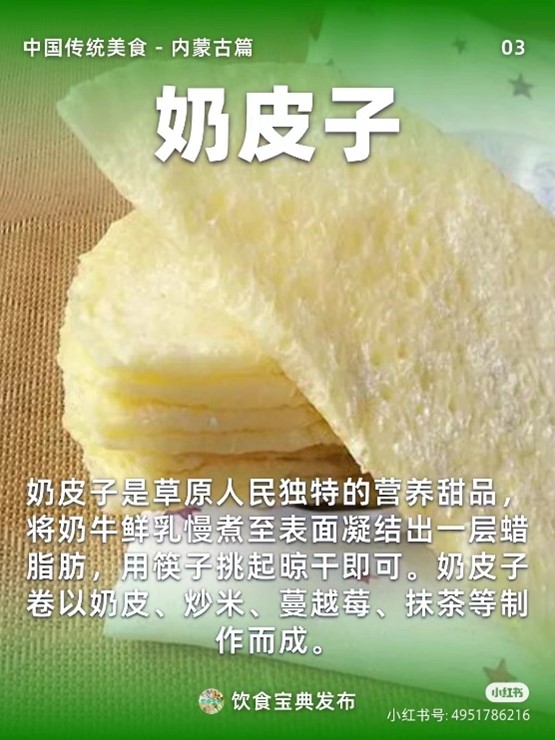 中国传统美食 - 内蒙古篇
03
奶皮子
奶皮子是草原人民独特的营养甜品，
将奶牛鲜乳慢煮至表面凝结出一层蜡
脂肪，用筷子挑起晾干即可。奶皮子
卷以奶皮、炒米、蔓越莓、抹茶等制
作而成。
饮食宝典发布
小红书
小红书号: 4951786216